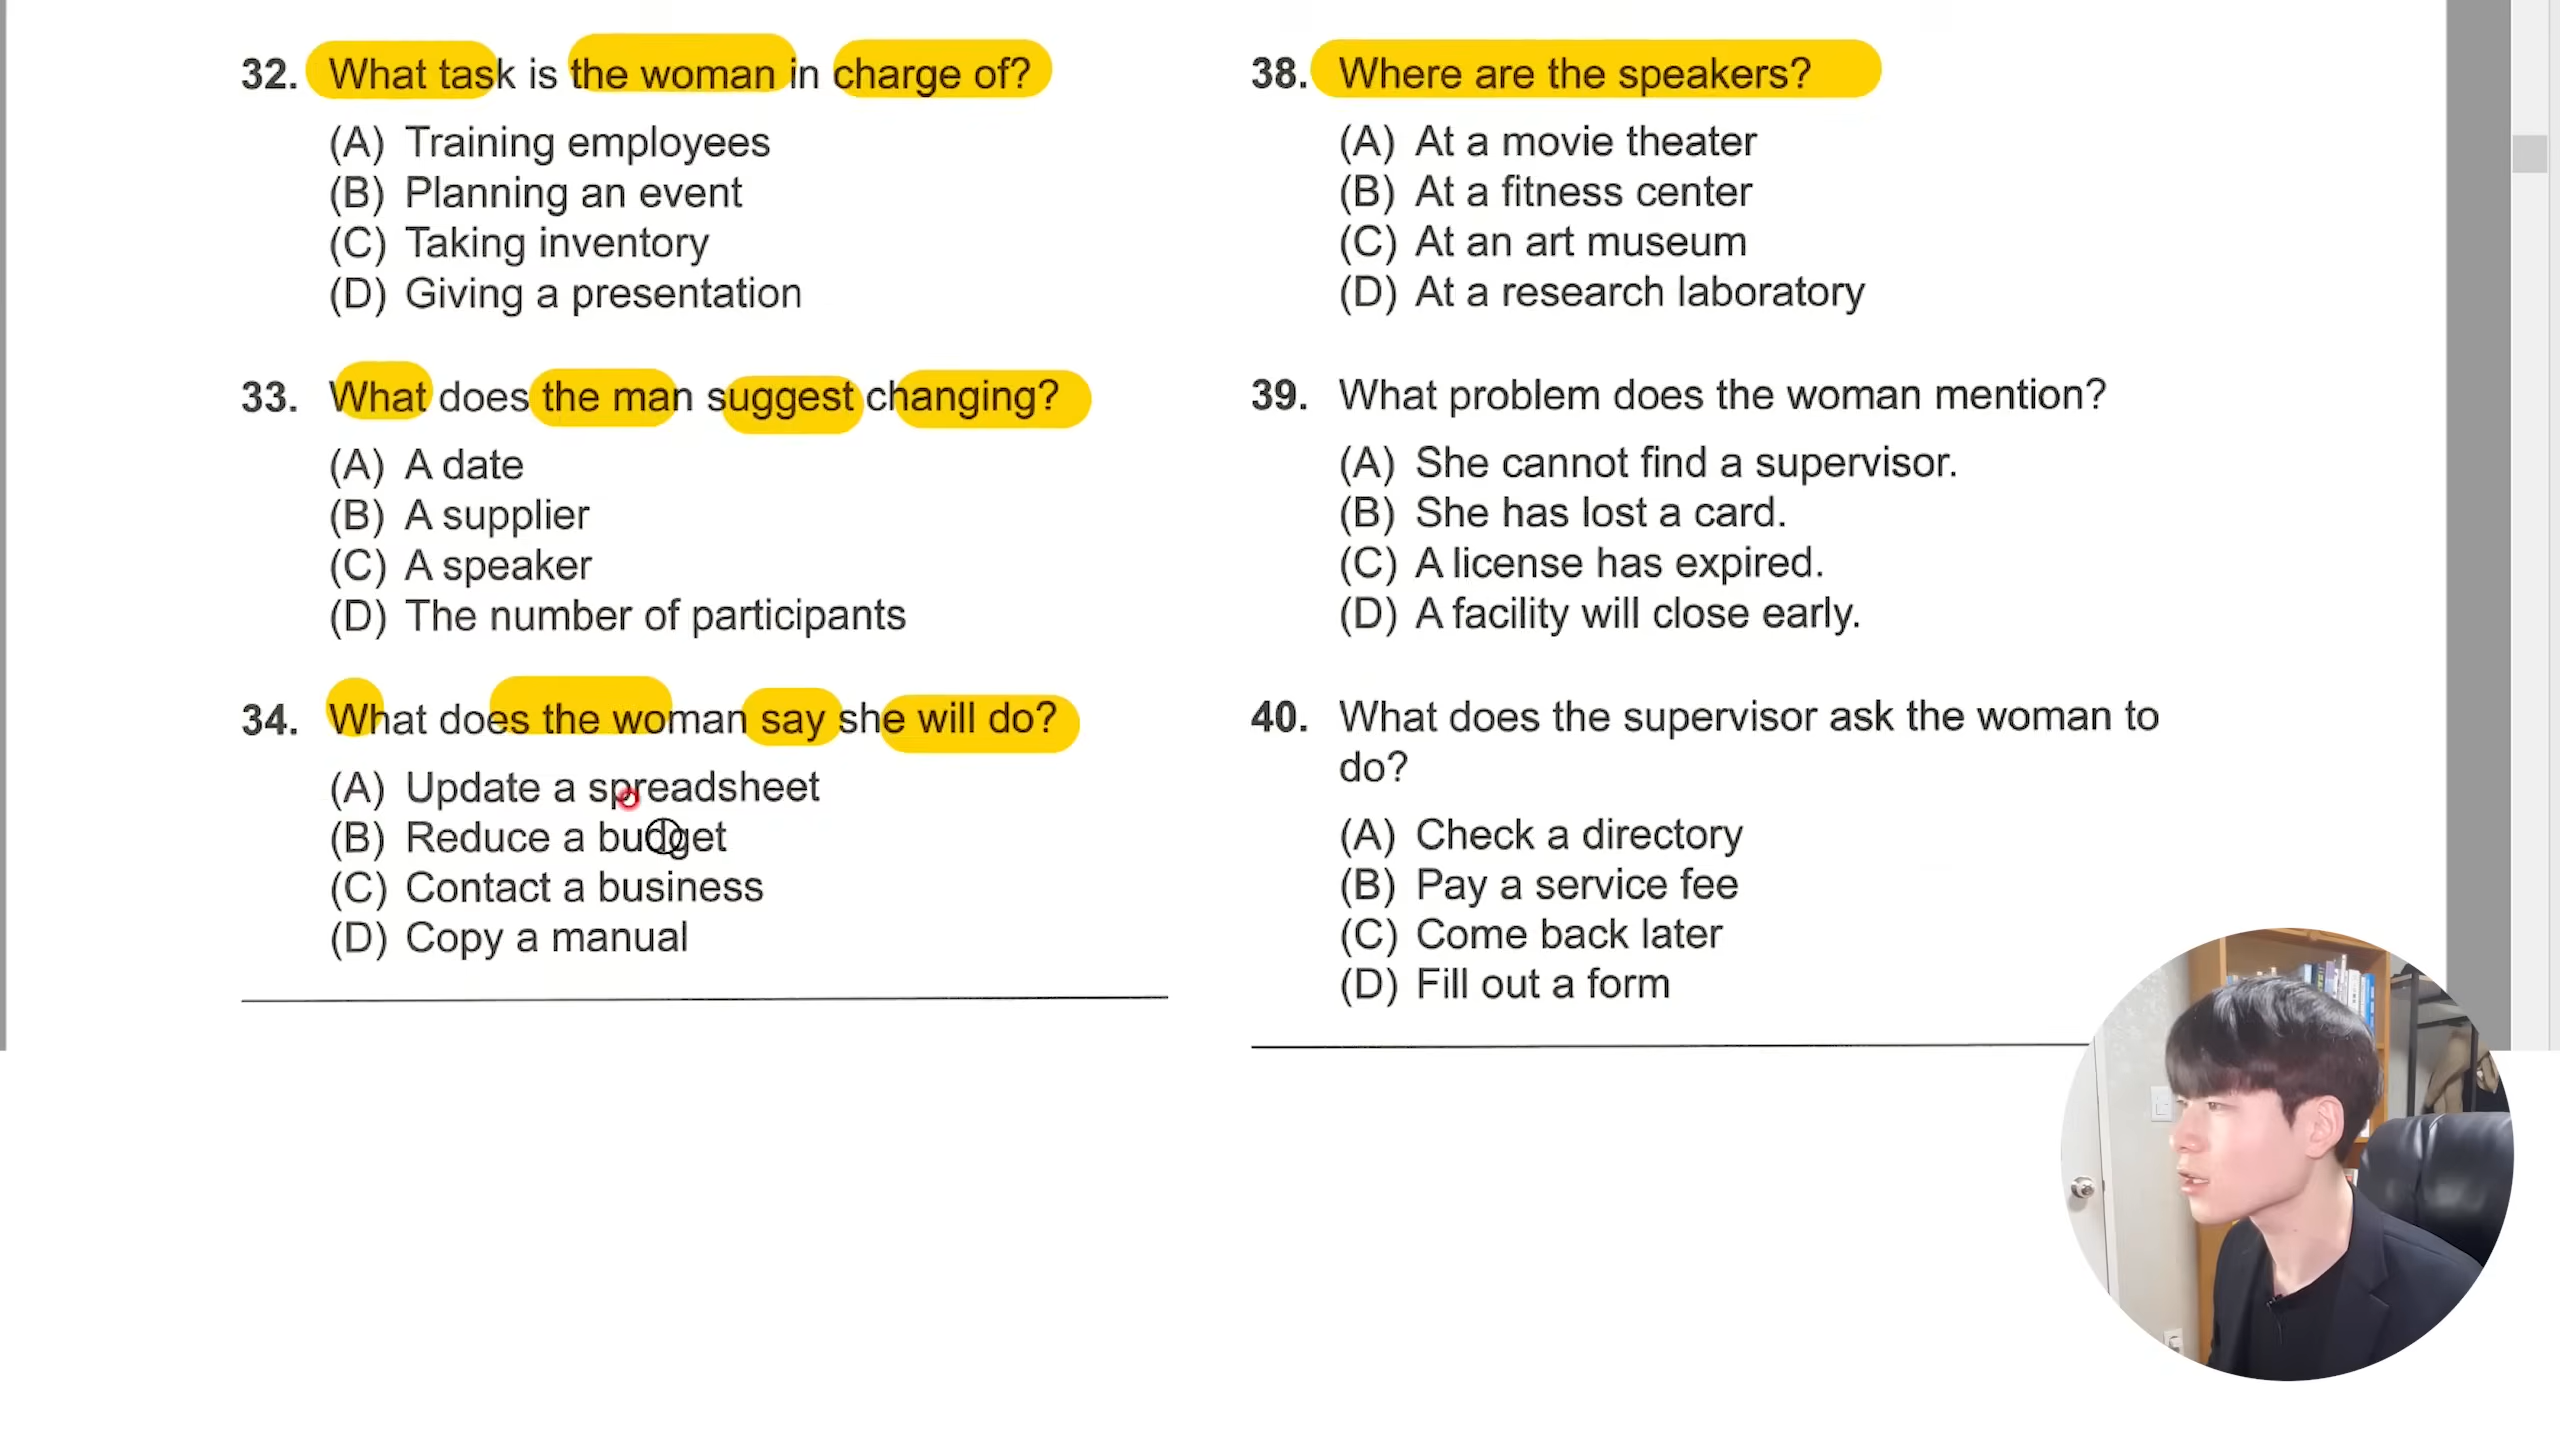 32. What task is the woman in charge of?
(A) Training employees
(B) Planning an event
(C) Taking inventory
(D) Giving a presentation
33. What does the man suggest changing?
(A) A date
(B) A supplier
(C) A speaker
(D) The number of participants
34. What does the woman say she will do?
(A) Update a spreadsheet
(B) Reduce a budget
(C) Contact a business
(D) Copy a manual
38. Where are the speakers?
(A) At a movie theater
(B) At a fitness center
(C) At an art museum
(D) At a research laboratory
39. What problem does the woman mention?
(A) She cannot find a supervisor.
(B) She has lost a card.
(C) A license has expired.
(D) A facility will close early.
40. What does the supervisor ask the woman to
do?
(A) Check a directory
(B) Pay a service fee
(C) Come back later
(D) Fill out a form